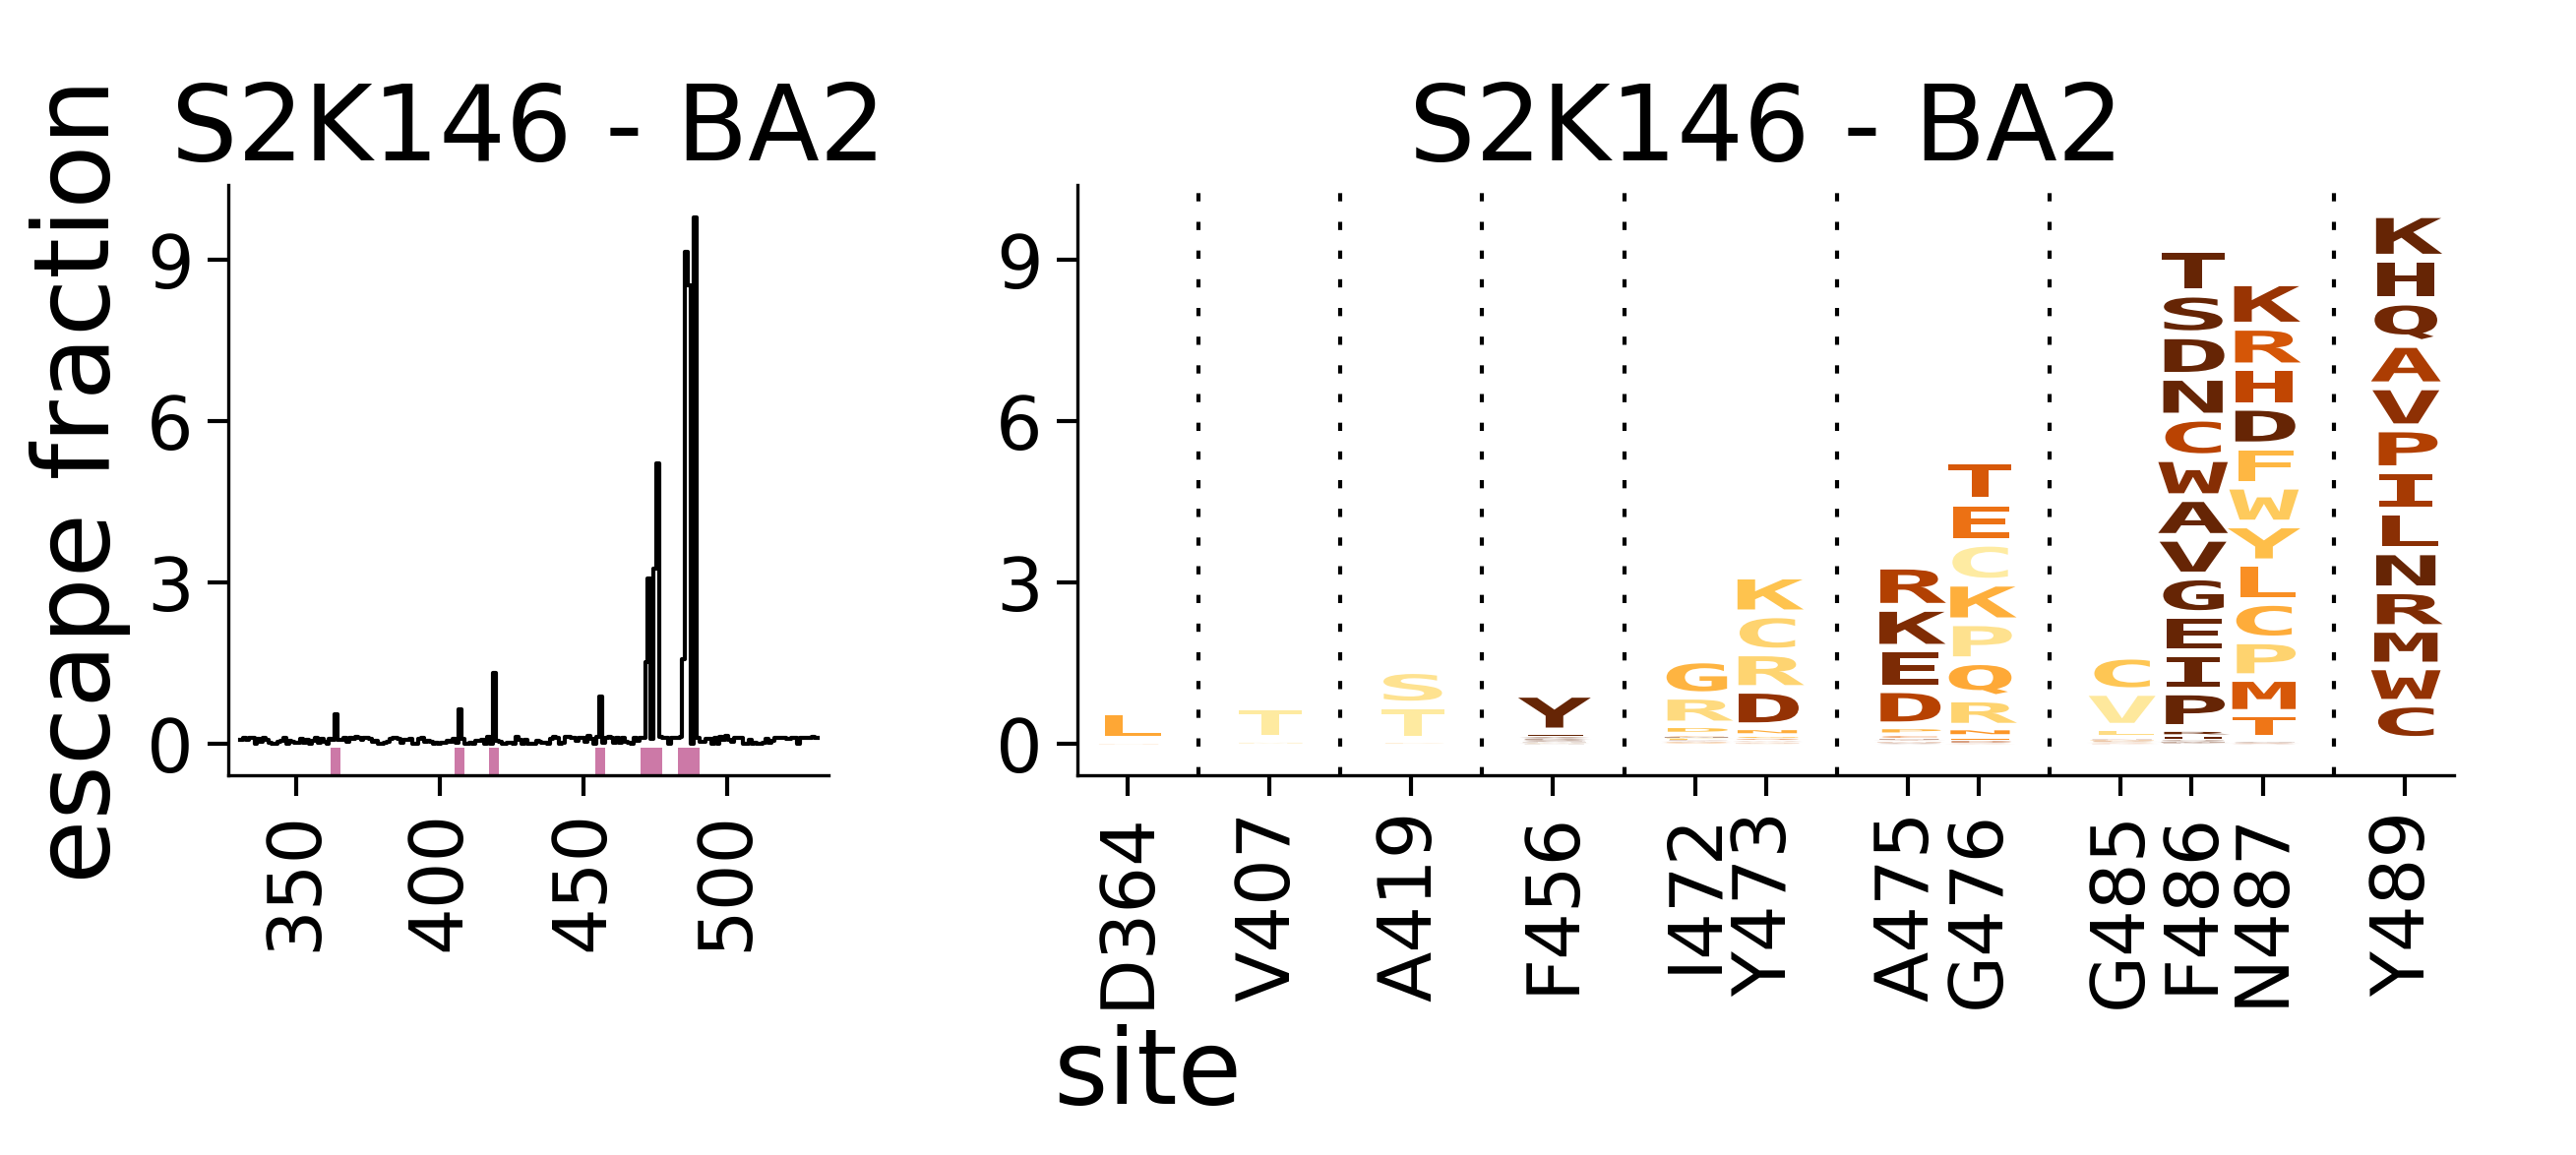 S2K146 - BA2
escape fraction
9
6
3
0
350
400
450
500
S2K146 - BA2
9
6
3
0
L
T
S
T
Y
G
R
K
C
R
D
R
K
E
D
T
E
C
K
P
Q
R
C
V
T
S
D
N
C
W
A
V
G
E
I
P
K
R
H
D
F
W
Y
L
C
P
M
T
K
H
Q
A
V
P
I
L
N
R
M
W
C
D364
V407
A419
F456
I472
Y473
A475
G476
G485
F486
N487
Y489
site